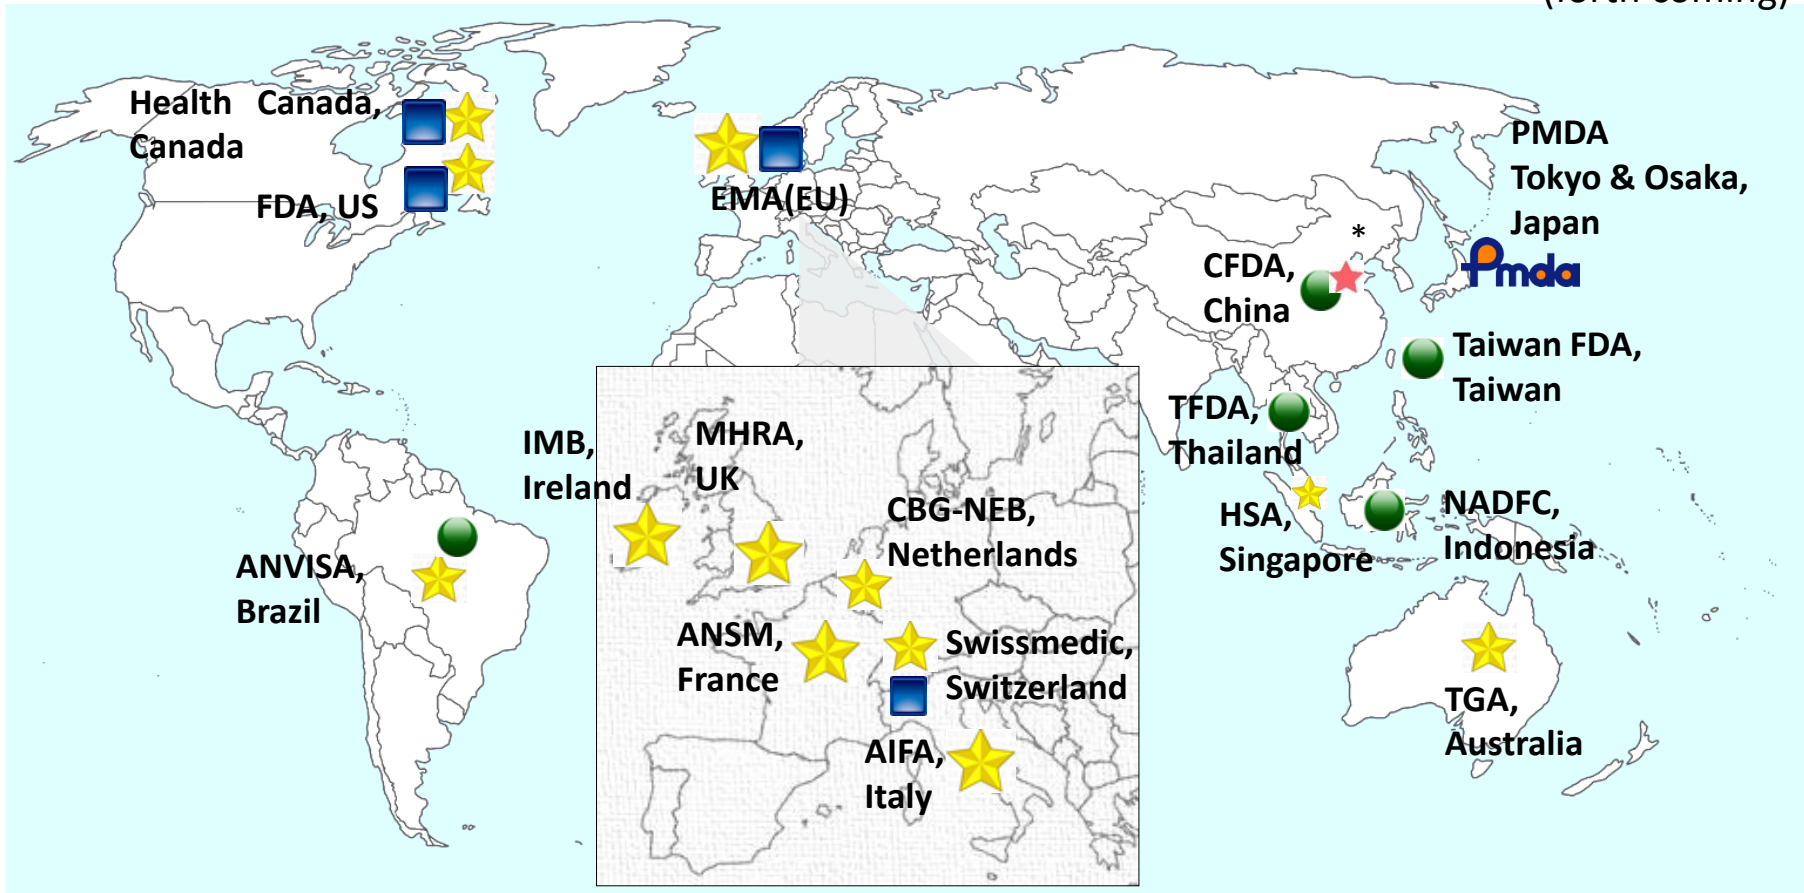 (forth-coming)
Health Canada,
Canada
FDA, US
EMA(EU)
PMDA
Tokyo & Osaka,
Japan
*
CFDA,
China
Pmda
Taiwan FDA,
Taiwan
TFDA,
Thailand
HSA,
Singapore
NADFC,
Indonesia
IMB,
Ireland
MHRA,
UK
CBG-NEB,
Netherlands
ANVISA,
Brazil
ANSM,
France
Swissmedic,
Switzerland
AIFA,
Italy
TGA,
Australia